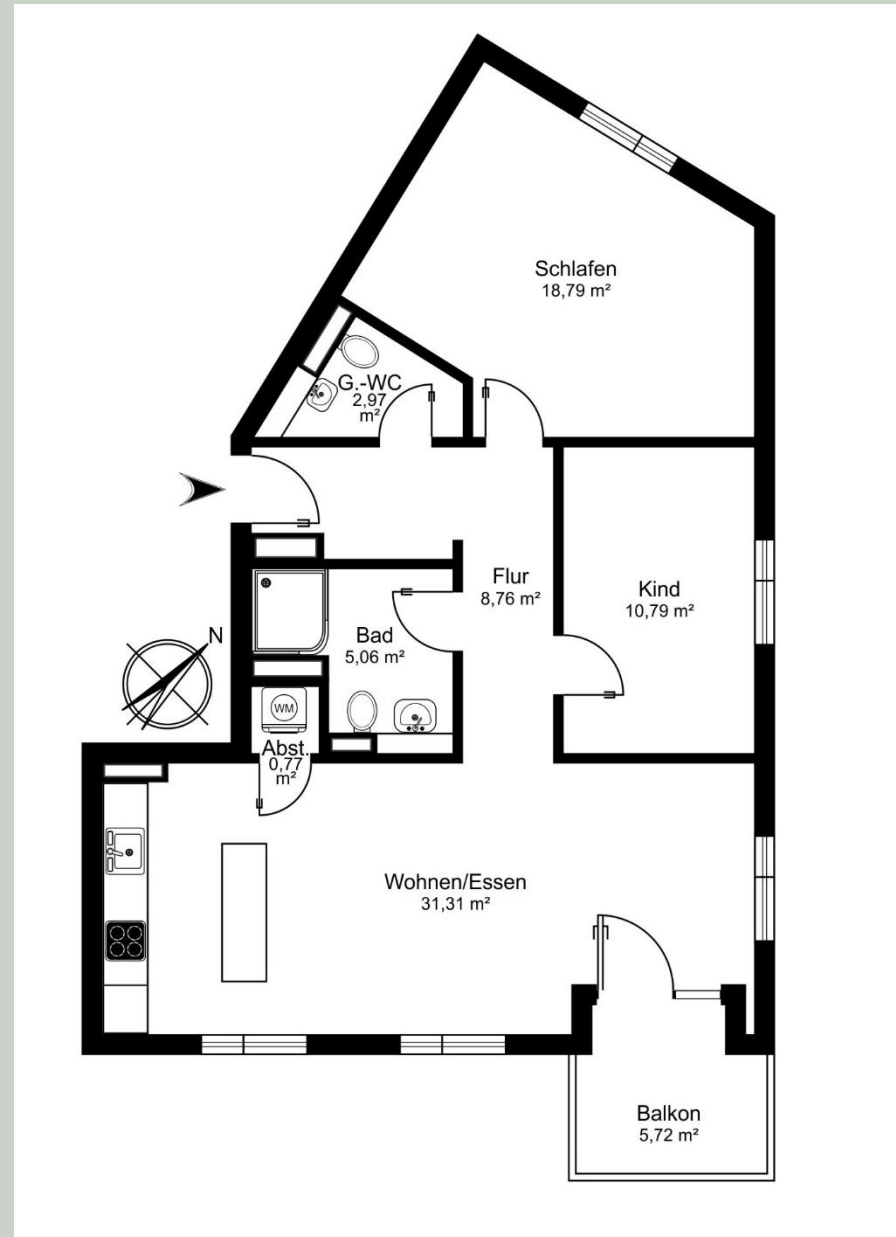 Schlafen
18,79 m²
G.-WC
2,97
m²
Flur
8,76 m²
Kind
10,79 m²
Bad
5,06 m²
N
WM
Abst.
0,77
m²
Wohnen/Essen
31,31 m²
Balkon
5,72 m²